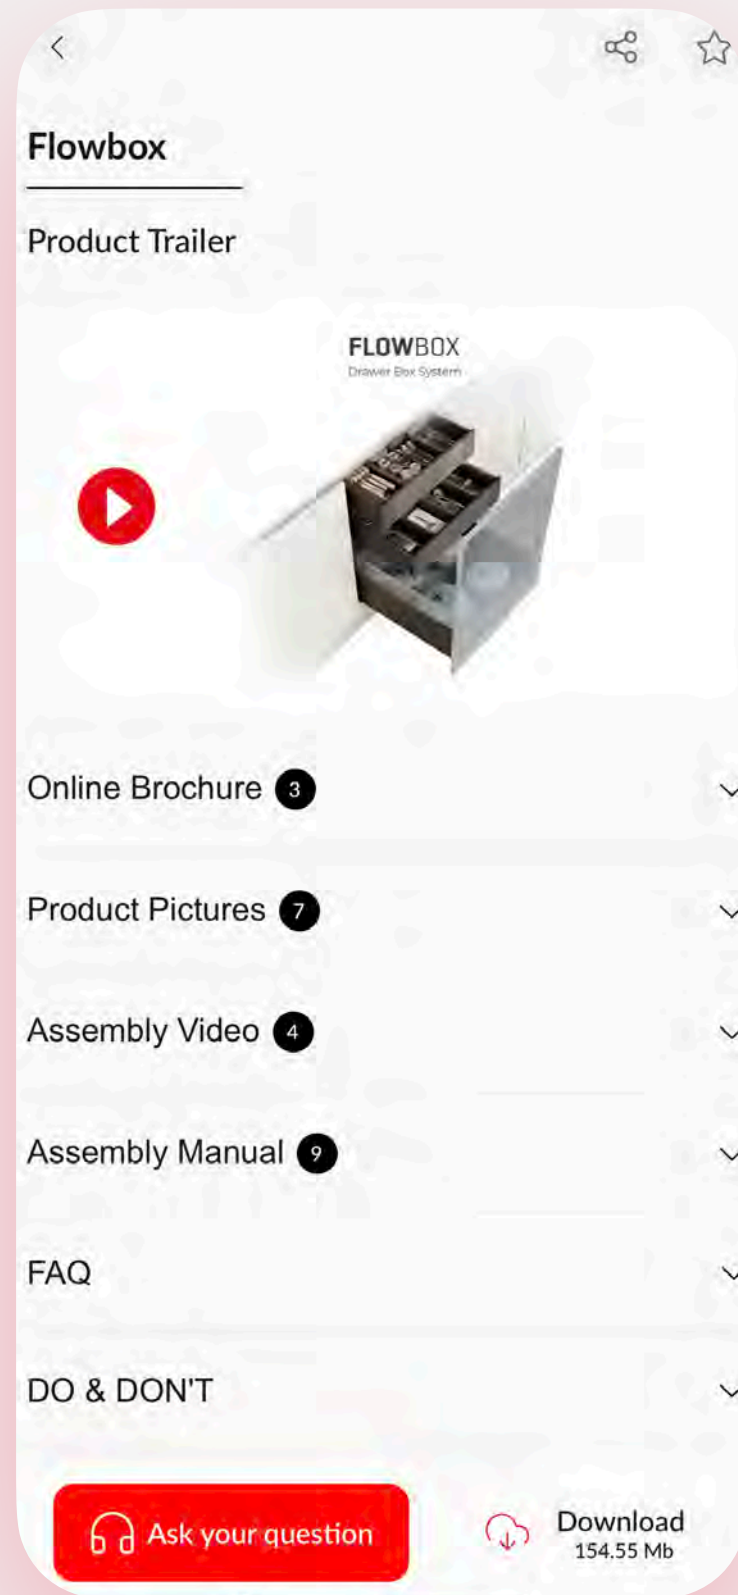 Flowbox
Product Trailer
FLOWBOX
Drawer Box System
Online Brochure 3
Product Pictures 7
Assembly Video 4
Assembly Manual 9
FAQ
DO & DON'T
Ask your question
Download
154.55 Mb